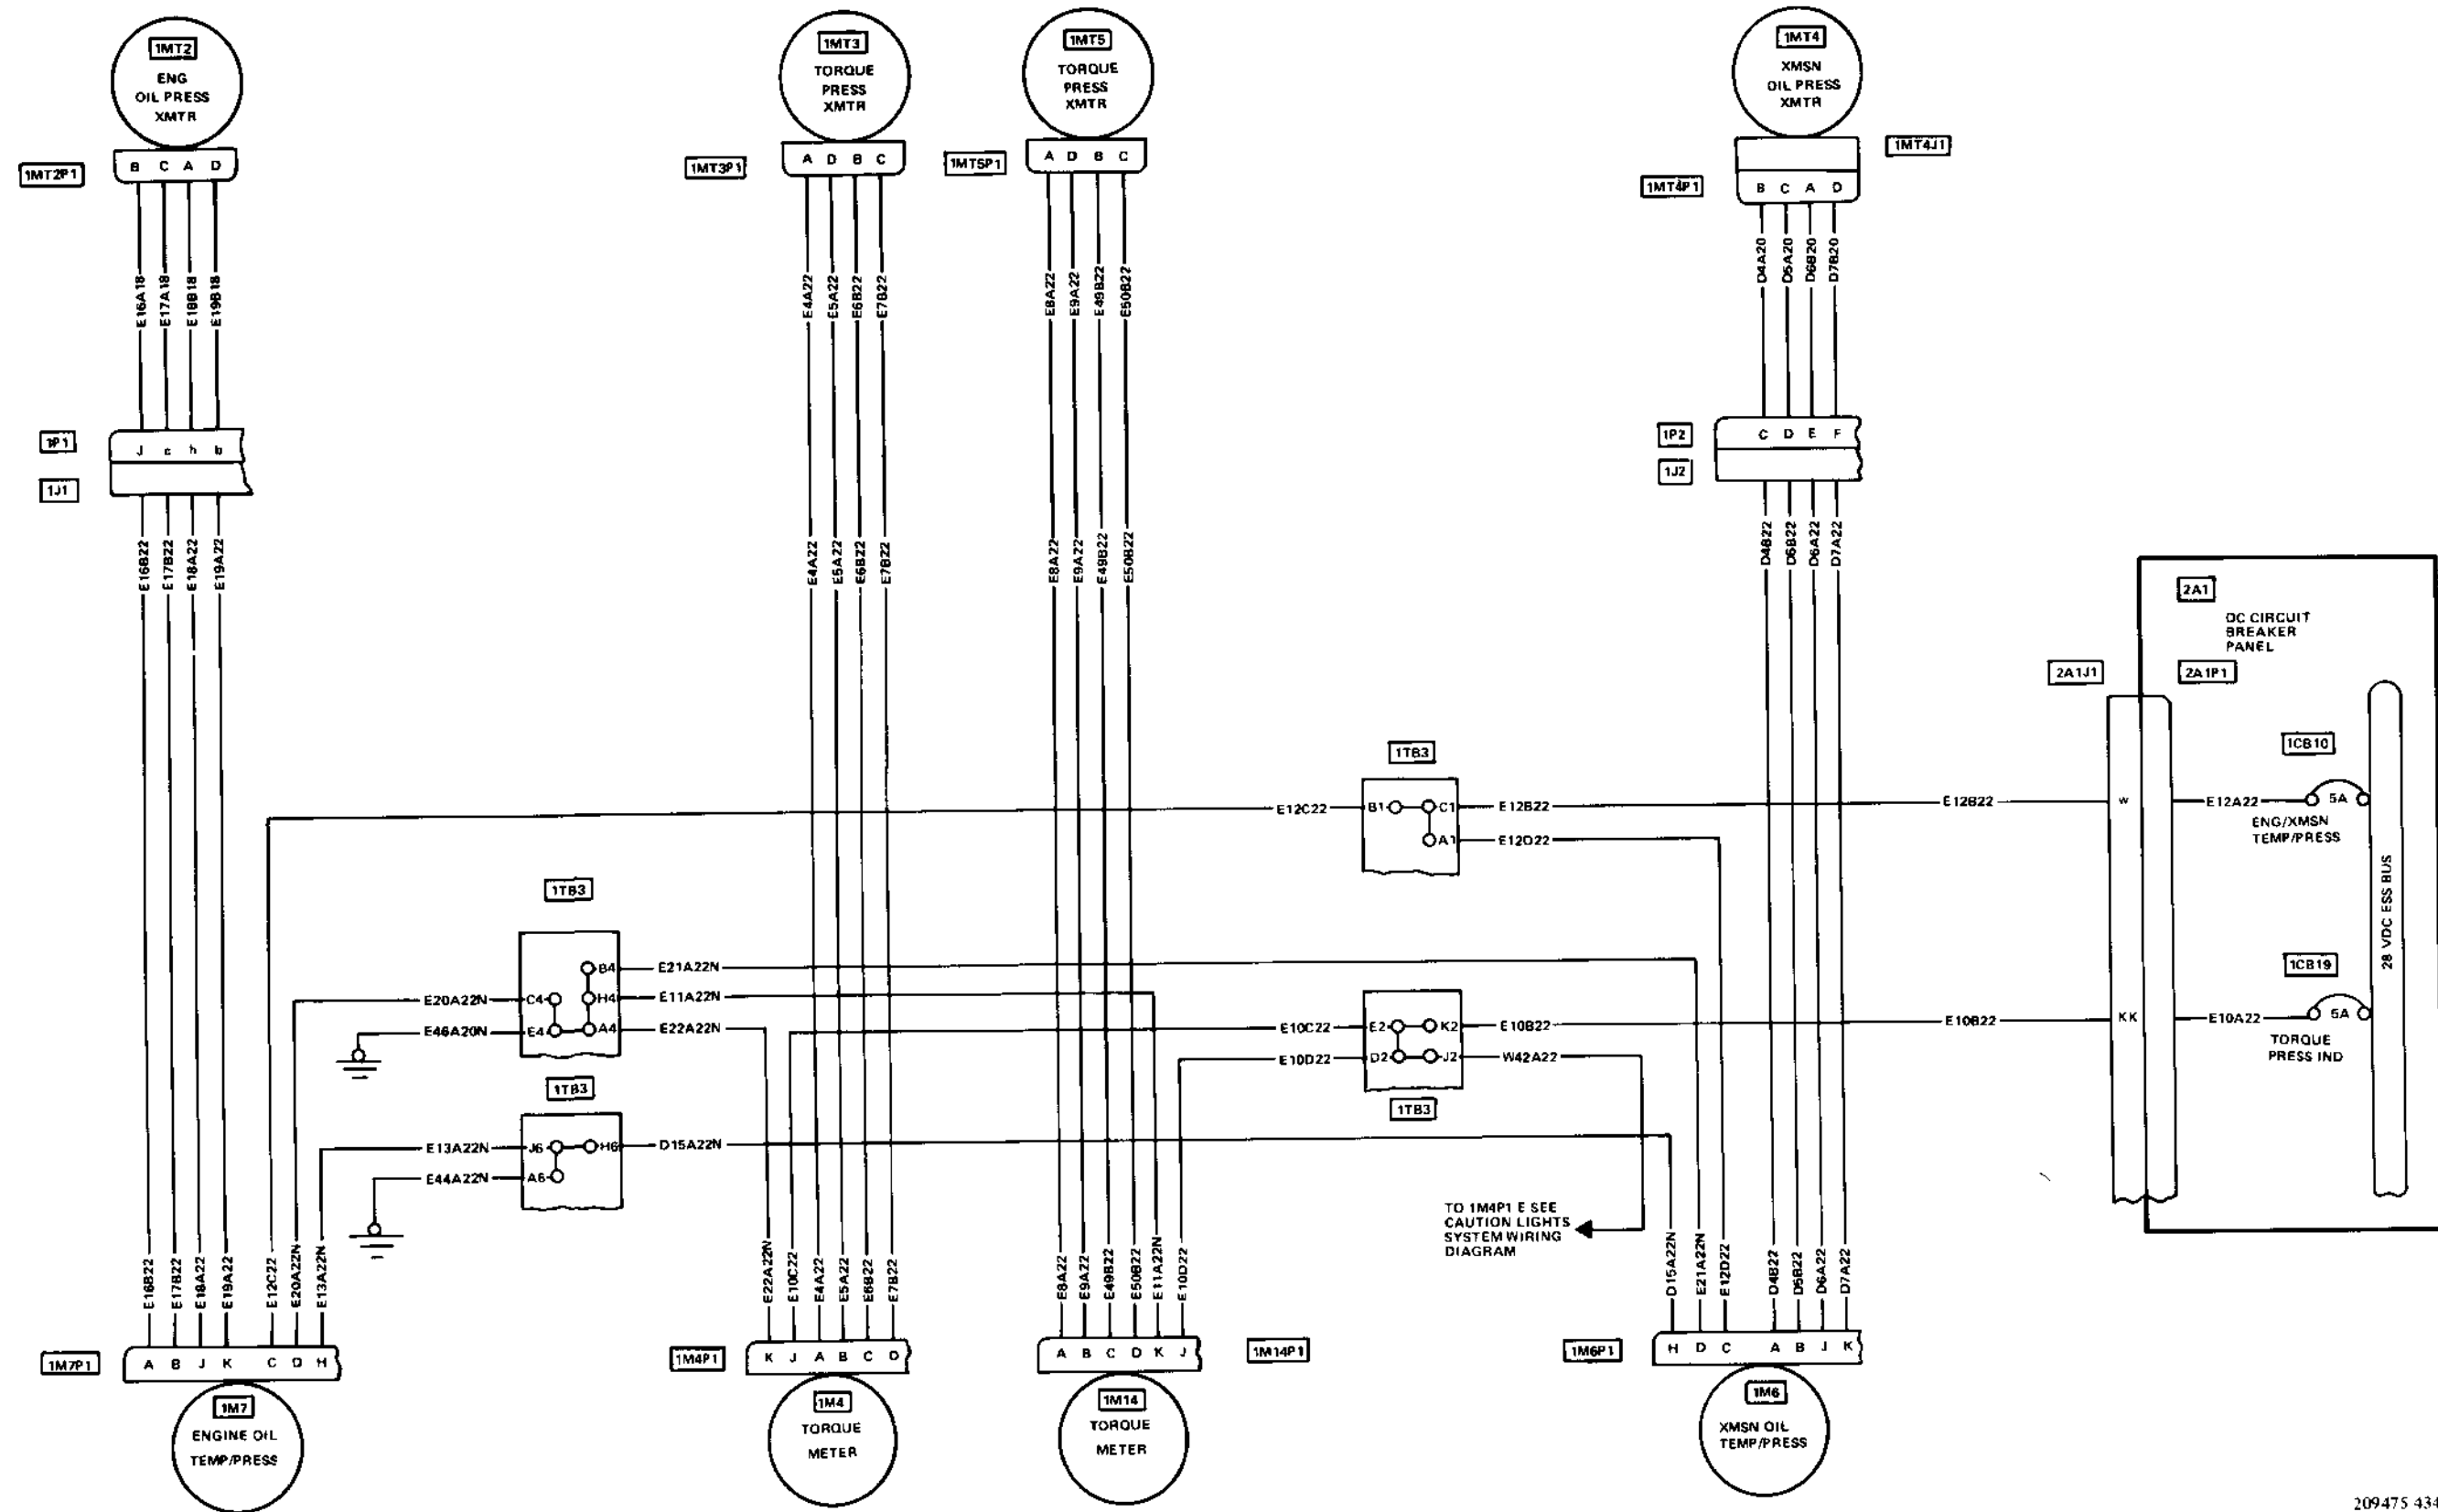 1MT2
ENG
OIL PRESS
XMTR
1MT3
TORQUE
PRESS
XMTR
1MT5
TORQUE
PRESS
XMTR
1MT4
XMSN
OIL PRESS
XMTR
1MT2P1
B C A D
1MT3P1
A D B C
1MT5P1
A D B C
1MT4J1
1MT4P1
B C A D
E16A18
E17A18
E18B18
E19B18
E4A22
E5A22
E6B22
E7B22
E8A22
E9A22
E49B22
E50B22
D4A20
D5A20
D6B20
D7B20
1P1
J c h b
1J1
1P2
C D E F
1J2
E16B22
E17B22
E18A22
E19A22
E4A22
E5A22
E6B22
E7B22
E8A22
E9A22
E49B22
E50B22
D4B22
D5B22
D6A22
D7A22
2A1
DC CIRCUIT
BREAKER
PANEL
2A1J1
2A1P1
1TB3
1CB10
E12C22
B1 C1
E12B22
E12B22
w
E12A22
5A
ENG/XMSN
TEMP/PRESS
A1
E12D22
28 VDC ESS BUS
1TB3
B4
E21A22N
E20A22N
C4 H4
E11A22N
E46A20N
E4 A4
E22A22N
1CB19
E10C22
E2 K2
E10B22
E10B22
KK
E10A22
5A
TORQUE
PRESS IND
E10D22
D2 J2
W42A22
1TB3
1TB3
E13A22N
J6 H6
D15A22N
E44A22N
A6
TO 1M4P1 E SEE
CAUTION LIGHTS
SYSTEM WIRING
DIAGRAM
E16B22
E17B22
E18A22
E19A22
E12C22
E20A22N
E13A22N
E22A22N
E10C22
E4A22
E5A22
E6B22
E7B22
E8A22
E9A22
E49B22
E50B22
E11A22N
E10D22
D15A22N
E21A22N
E12D22
D4B22
D5B22
D6A22
D7A22
1M7P1
A B J K C D H
1M4P1
K J A B C D
A B C D K J
1M14P1
1M6P1
H D C A B J K
1M7
ENGINE OIL
TEMP/PRESS
1M4
TORQUE
METER
1M14
TORQUE
METER
1M6
XMSN OIL
TEMP/PRESS